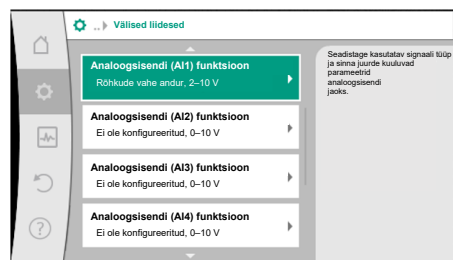 ..▶ Välised liidesed
Analoogsisendi (AI1) funktsioon
Rõhkude vahe andur, 2–10 V
Analoogsisendi (AI2) funktsioon
Ei ole konfigureeritud, 0–10 V
Analoogsisendi (AI3) funktsioon
Ei ole konfigureeritud, 0–10 V
Analoogsisendi (AI4) funktsioon
Ei ole konfigureeritud, 0–10 V
Seadistage kasutatav signaali tüüp
ja sinna juurde kuuluvad
parameetrid
analoogsisendi
jaoks.